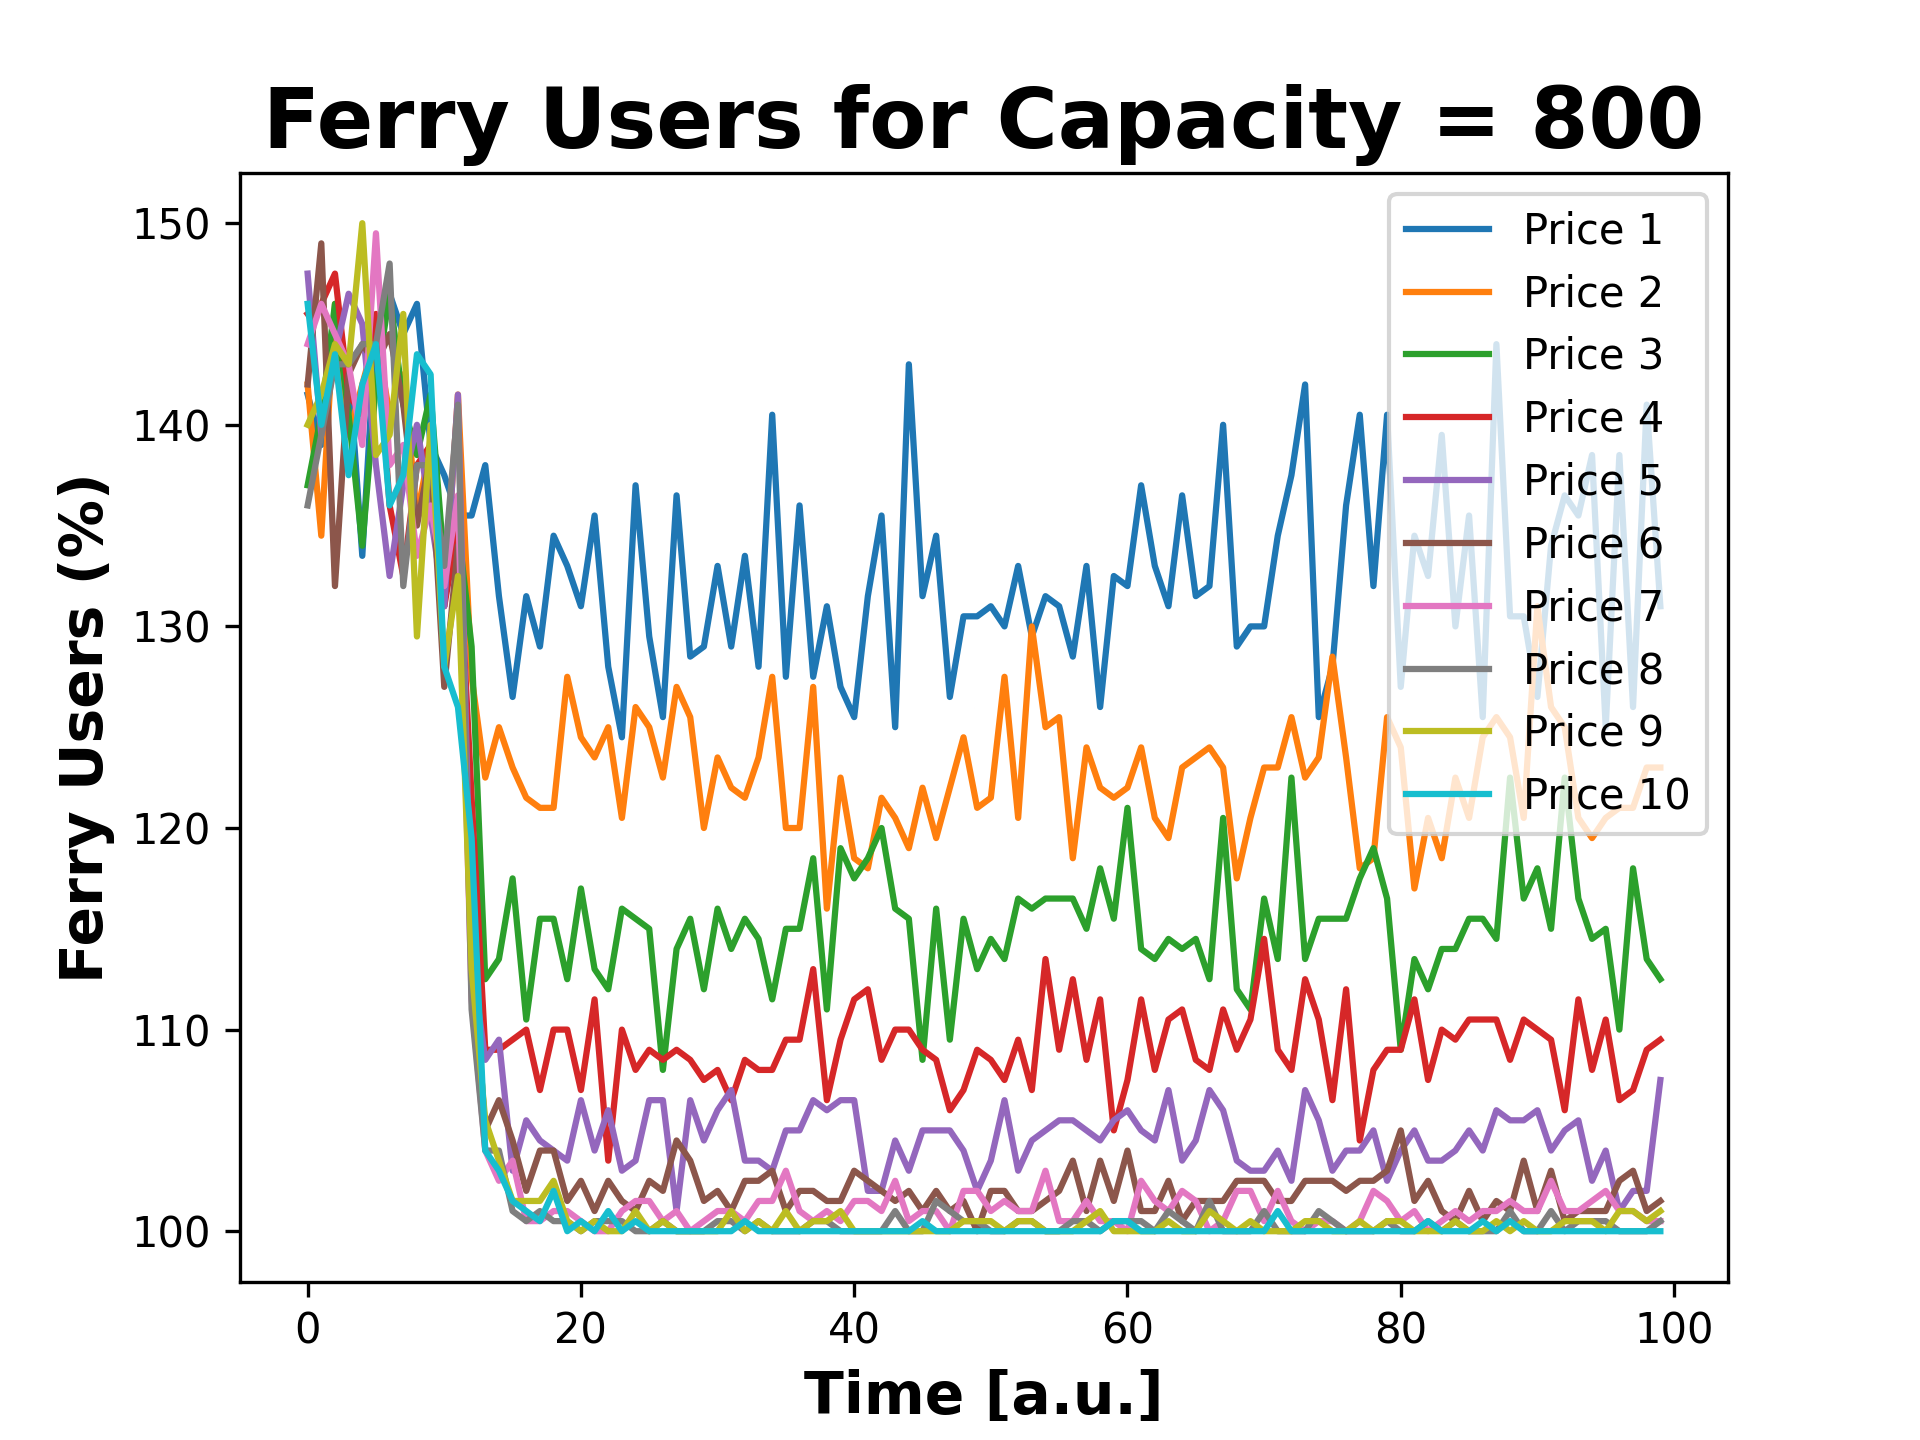 Ferry Users for Capacity = 800
Ferry Users (%)
150
140
130
120
110
100
Price 1
Price 2
Price 3
Price 4
Price 5
Price 6
Price 7
Price 8
Price 9
Price 10
0 20 40 60 80 100
Time [a.u.]